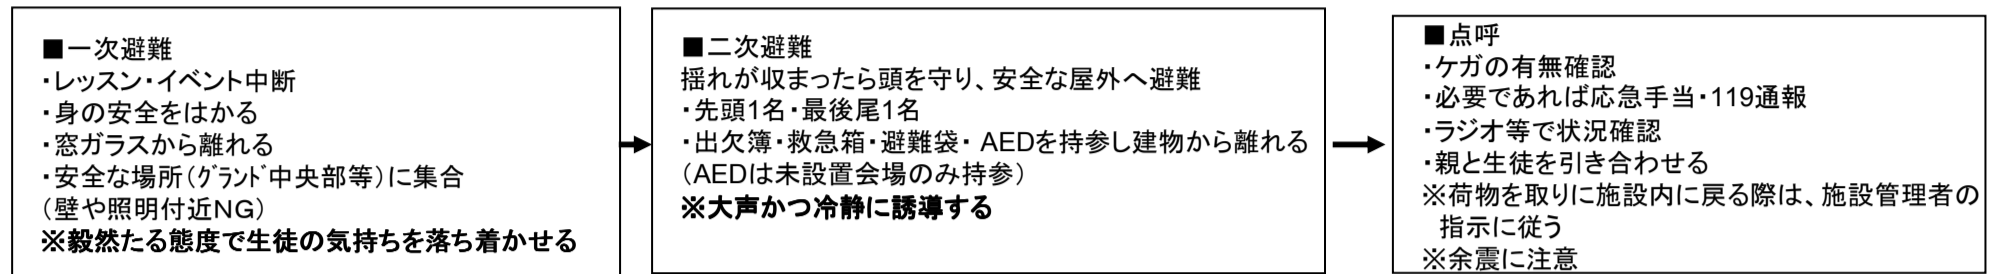 ■一次避難
・レッスン・イベント中断
・身の安全をはかる
・窓ガラスから離れる
・安全な場所（ｸﾞﾗﾝﾄﾞ中央部等）に集合
（壁や照明付近ＮＧ）
※毅然たる態度で生徒の気持ちを落ち着かせる
■二次避難
揺れが収まったら頭を守り、安全な屋外へ避難
・先頭1名・最後尾1名
・出欠簿・救急箱・避難袋・ AEDを持参し建物から離れる
（AEDは未設置会場のみ持参）
※大声かつ冷静に誘導する
■点呼
・ケガの有無確認
・必要であれば応急手当・119通報
・ラジオ等で状況確認
・親と生徒を引き合わせる
※荷物を取りに施設内に戻る際は、施設管理者の
指示に従う
※余震に注意